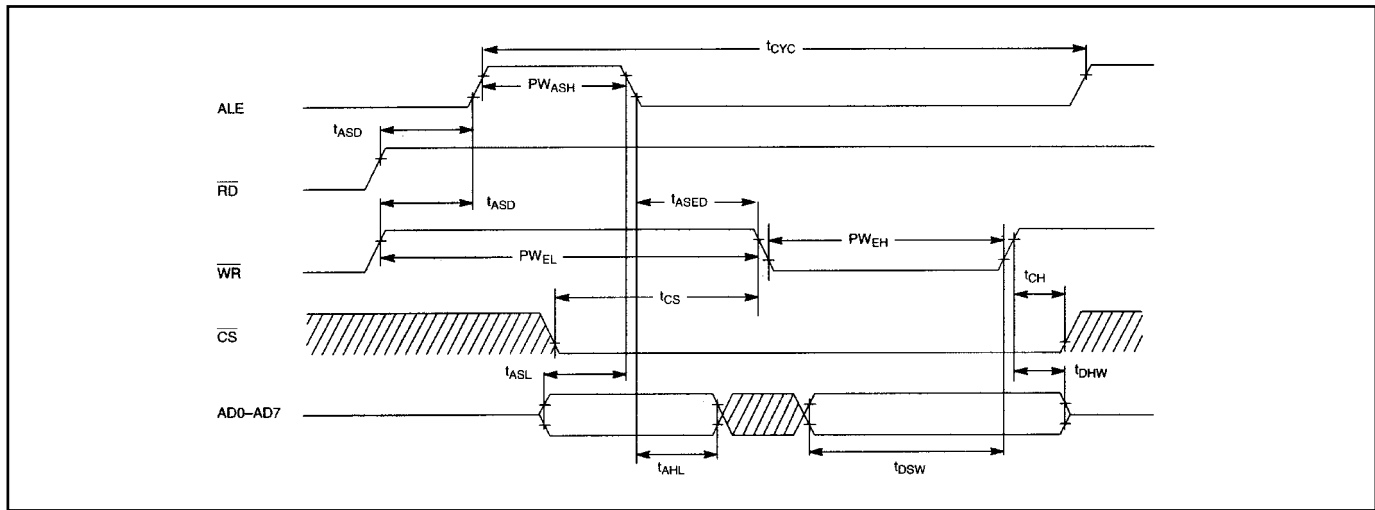 tCYC
PWASH
ALE
tASD
RD
tASD
tASED
WR
PWEL
PWEH
tCS
tCH
CS
tASL
tDHW
AD0–AD7
tAHL
tDSW